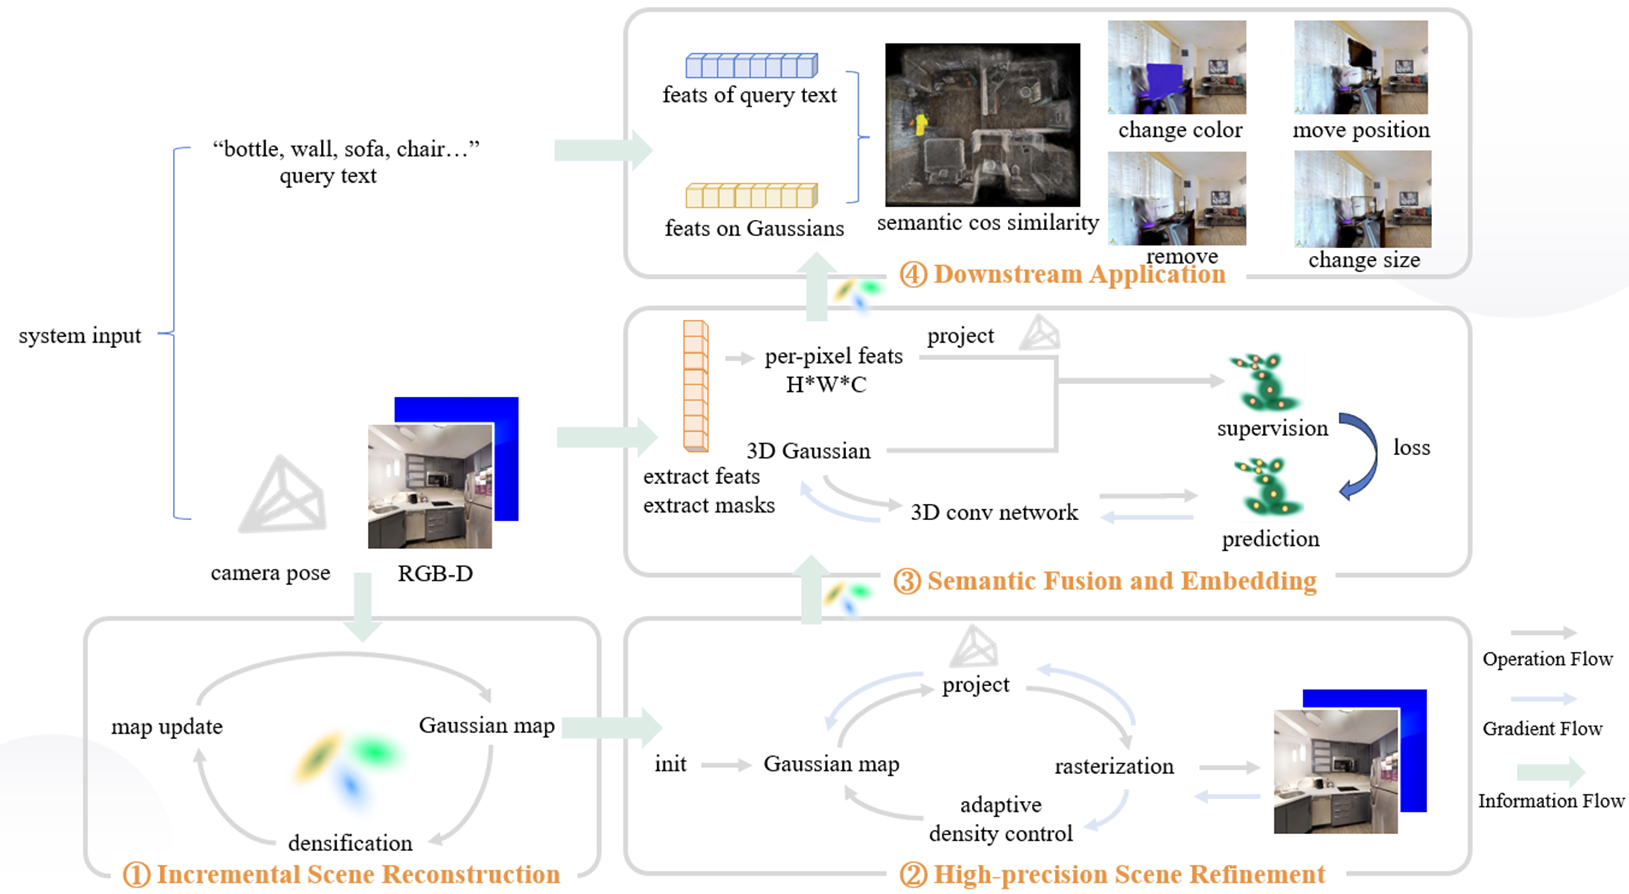 system input
“bottle, wall, sofa, chair…”
query text
camera pose
RGB-D
feats of query text
feats on Gaussians
semantic cos similarity
change color
move position
remove
change size
④ Downstream Application
extract feats
extract masks
per-pixel feats
H*W*C
project
3D Gaussian
3D conv network
supervision
prediction
loss
③ Semantic Fusion and Embedding
map update
Gaussian map
densification
① Incremental Scene Reconstruction
init
Gaussian map
project
rasterization
adaptive
density control
② High-precision Scene Refinement
Operation Flow
Gradient Flow
Information Flow